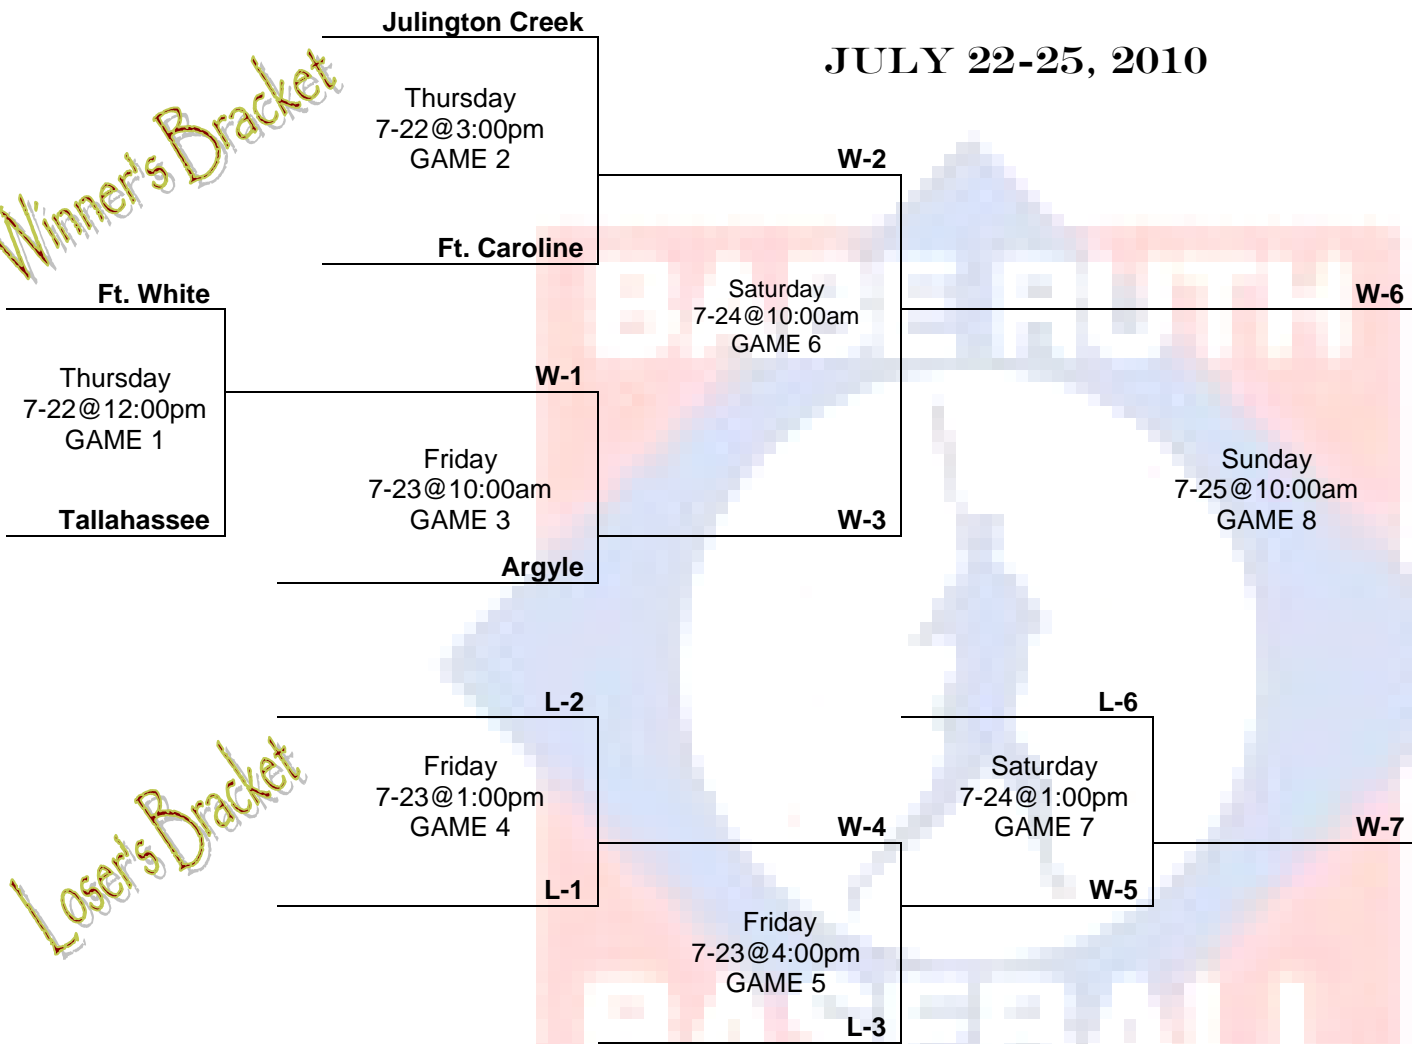 Julington Creek
JULY 22-25, 2010
Winner's Bracket
Thursday
7-22@3:00pm
GAME 2
W-2
Ft. Caroline
Ft. White
Saturday
7-24@10:00am
GAME 6
W-6
BABE RUTH
Thursday
7-22@12:00pm
GAME 1
W-1
Friday
7-23@10:00am
GAME 3
Sunday
7-25@10:00am
GAME 8
Tallahassee
W-3
Argyle
L-2
L-6
Loser's Bracket
Friday
7-23@1:00pm
GAME 4
Saturday
7-24@1:00pm
GAME 7
W-4
W-7
L-1
W-5
Friday
7-23@4:00pm
GAME 5
BASEBALL
L-3